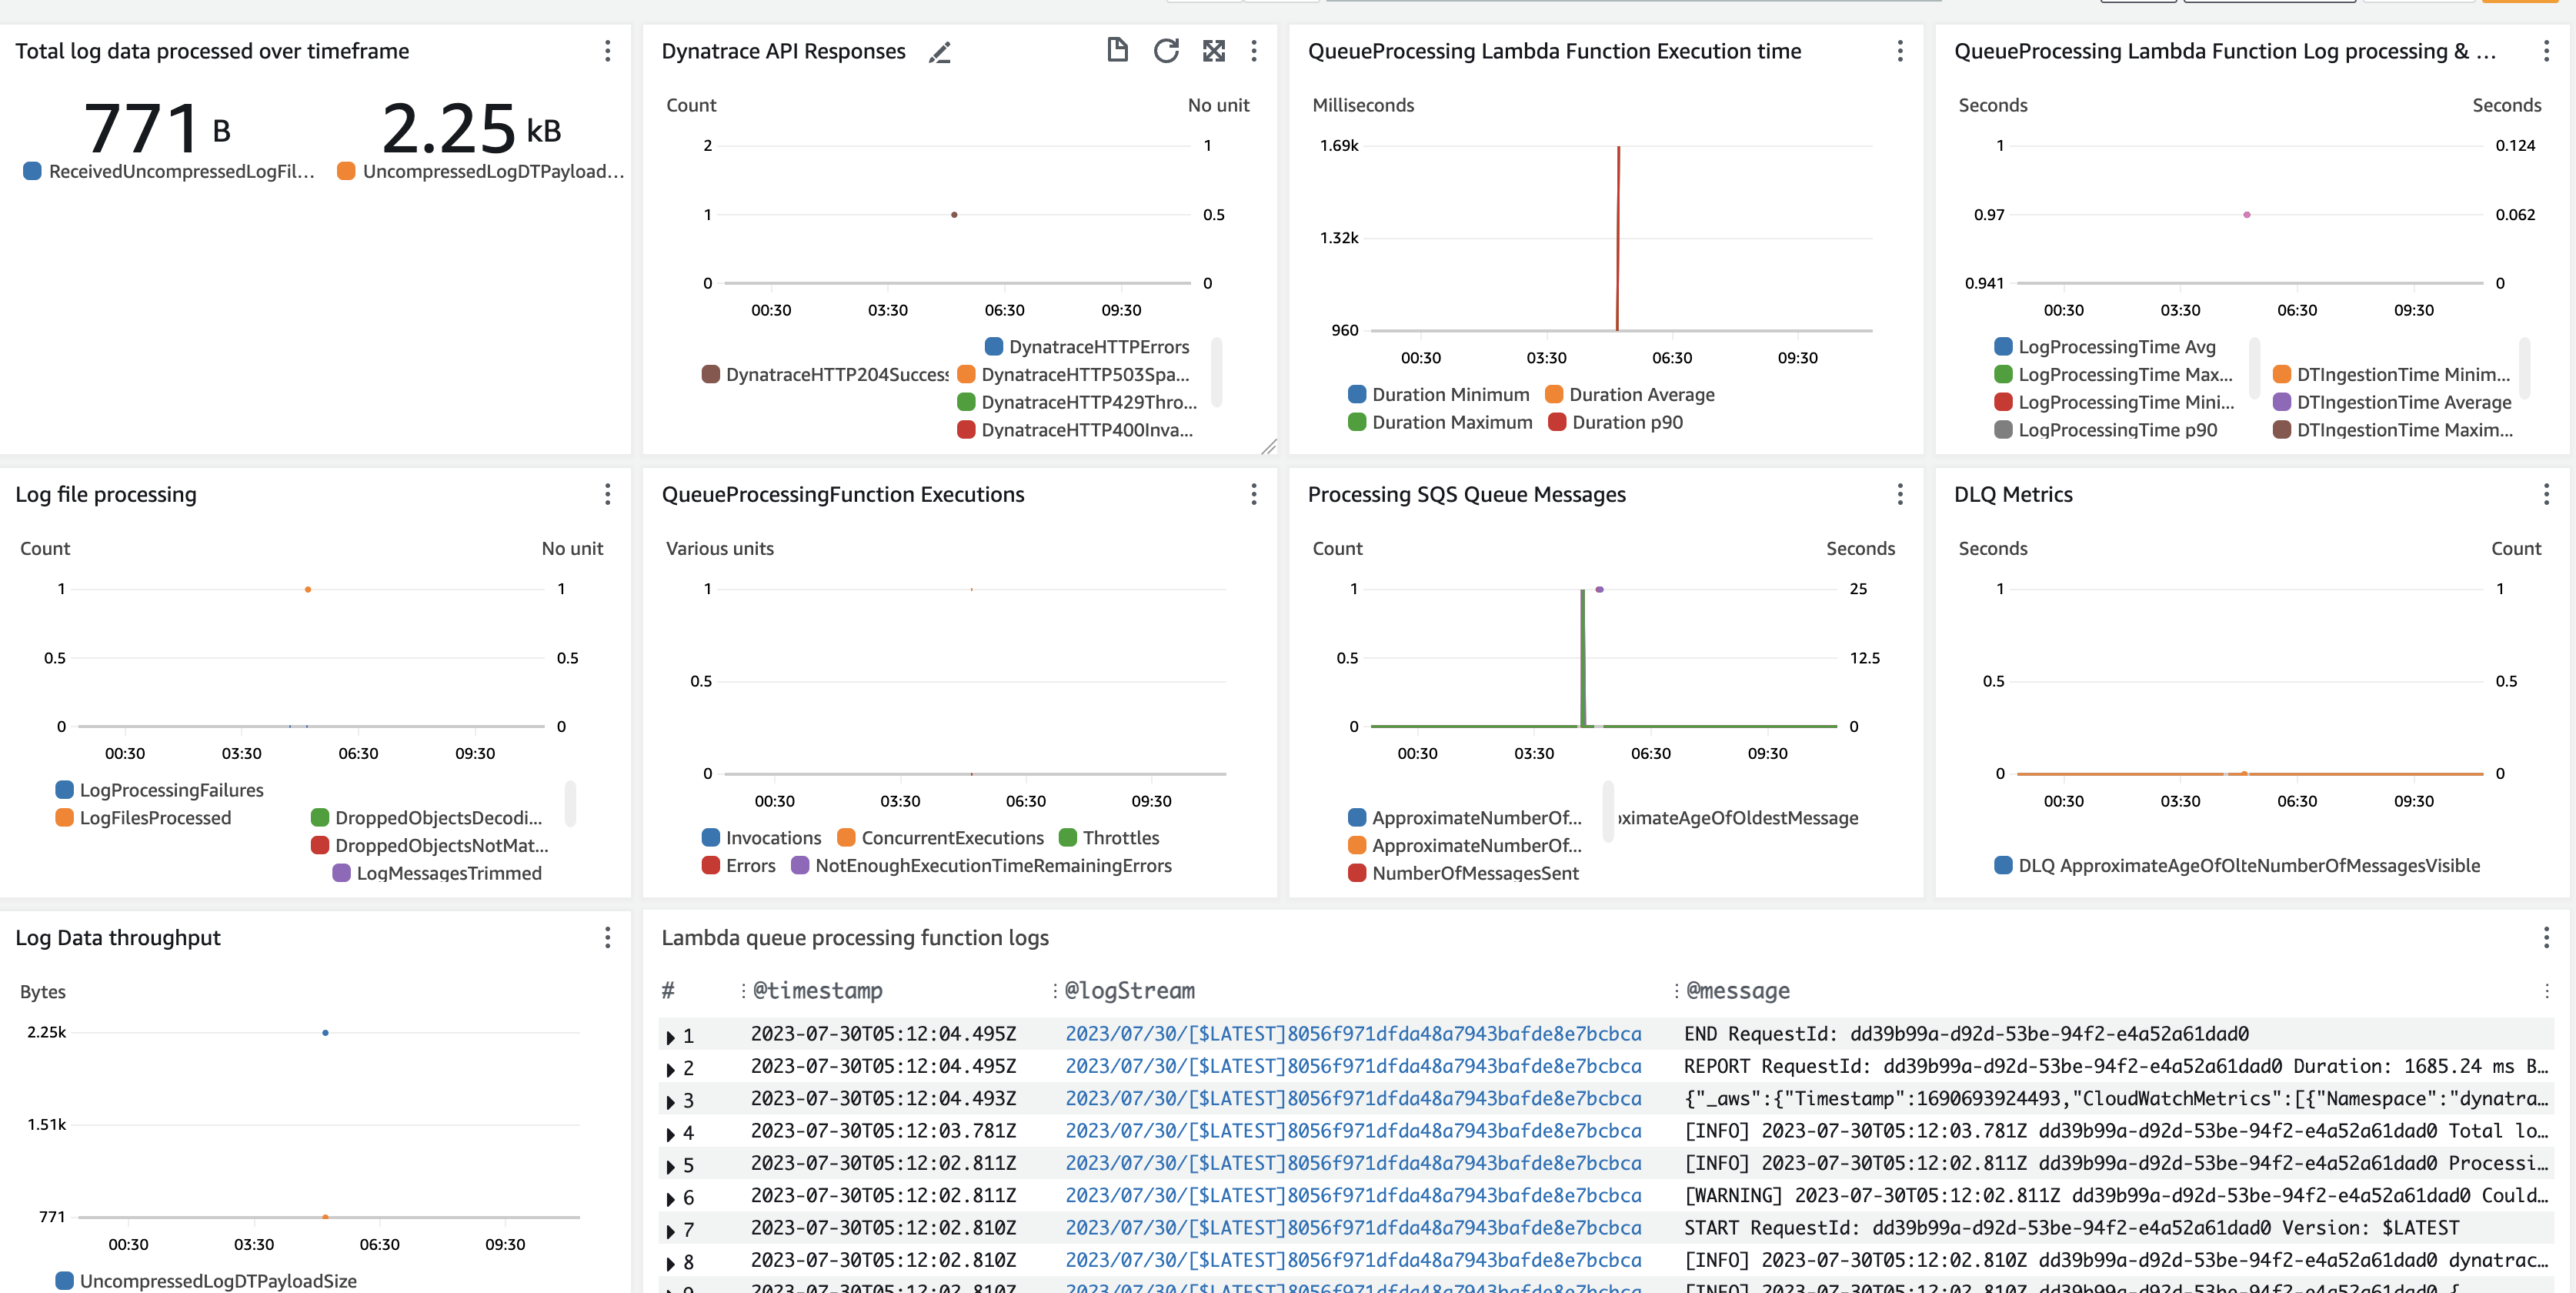 Total log data processed over timeframe
771 B
2.25 kB
ReceivedUncompressedLogFil...
UncompressedLogDTPayload...
Dynatrace API Responses
Count
No unit
2
1
1
0.5
0
0
00:30 03:30 06:30 09:30
DynatraceHTTP204Success
DynatraceHTTPErrors
DynatraceHTTP503Spa...
DynatraceHTTP429Thro...
DynatraceHTTP400Inva...
QueueProcessing Lambda Function Execution time
Milliseconds
1.69k
1.32k
960
00:30 03:30 06:30 09:30
Duration Minimum Duration Average
Duration Maximum Duration p90
QueueProcessing Lambda Function Log processing & ...
Seconds
Seconds
1
0.124
0.97
0.062
0.941
0
00:30 03:30 06:30 09:30
LogProcessingTime Avg
LogProcessingTime Max...
LogProcessingTime Mini...
LogProcessingTime p90
DTIngestionTime Minim...
DTIngestionTime Average
DTIngestionTime Maxim...
Log file processing
Count
No unit
1
1
0.5
0.5
0
0
00:30 03:30 06:30 09:30
LogProcessingFailures
LogFilesProcessed
DroppedObjectsDecodi...
DroppedObjectsNotMat...
LogMessagesTrimmed
QueueProcessingFunction Executions
Various units
1
0.5
0
00:30 03:30 06:30 09:30
Invocations ConcurrentExecutions Throttles
Errors NotEnoughExecutionTimeRemainingErrors
Processing SQS Queue Messages
Count
Seconds
1
25
0.5
12.5
0
0
00:30 03:30 06:30 09:30
ApproximateNumberOf...
ApproximateNumberOf...
NumberOfMessagesSent
oximateAgeOfOldestMessage
DLQ Metrics
Seconds
Count
1
1
0.5
0.5
0
0
00:30 03:30 06:30 09:30
DLQ ApproximateAgeOfOlteNumberOfMessagesVisible
Log Data throughput
Bytes
2.25k
1.51k
771
00:30 03:30 06:30 09:30
UncompressedLogDTPayloadSize
Lambda queue processing function logs
# @timestamp @logStream @message
1 2023-07-30T05:12:04.495Z 2023/07/30/[$LATEST]8056f971dfda48a7943bafde8e7bcbca END RequestId: dd39b99a-d92d-53be-94f2-e4a52a61dad0
2 2023-07-30T05:12:04.495Z 2023/07/30/[$LATEST]8056f971dfda48a7943bafde8e7bcbca REPORT RequestId: dd39b99a-d92d-53be-94f2-e4a52a61dad0 Duration: 1685.24 ms B...
3 2023-07-30T05:12:04.493Z 2023/07/30/[$LATEST]8056f971dfda48a7943bafde8e7bcbca {"_aws":{"Timestamp":1690693924493,"CloudWatchMetrics":[{"Namespace":"dynatra...
4 2023-07-30T05:12:03.781Z 2023/07/30/[$LATEST]8056f971dfda48a7943bafde8e7bcbca [INFO] 2023-07-30T05:12:03.781Z dd39b99a-d92d-53be-94f2-e4a52a61dad0 Total lo...
5 2023-07-30T05:12:02.811Z 2023/07/30/[$LATEST]8056f971dfda48a7943bafde8e7bcbca [INFO] 2023-07-30T05:12:02.811Z dd39b99a-d92d-53be-94f2-e4a52a61dad0 Processi...
6 2023-07-30T05:12:02.811Z 2023/07/30/[$LATEST]8056f971dfda48a7943bafde8e7bcbca [WARNING] 2023-07-30T05:12:02.811Z dd39b99a-d92d-53be-94f2-e4a52a61dad0 Could...
7 2023-07-30T05:12:02.810Z 2023/07/30/[$LATEST]8056f971dfda48a7943bafde8e7bcbca START RequestId: dd39b99a-d92d-53be-94f2-e4a52a61dad0 Version: $LATEST
8 2023-07-30T05:12:02.810Z 2023/07/30/[$LATEST]8056f971dfda48a7943bafde8e7bcbca [INFO] 2023-07-30T05:12:02.810Z dd39b99a-d92d-53be-94f2-e4a52a61dad0 dynatrac...